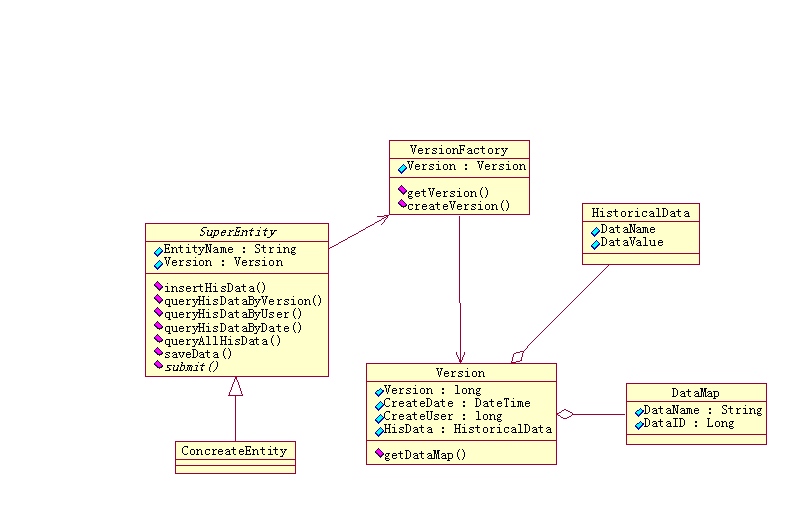 VersionFactory
Version : Version
getVersion()
createVersion()
HistoricalData
DataName
DataValue
SuperEntity
EntityName : String
Version : Version
insertHisData()
queryHisDataByVersion()
queryHisDataByUser()
queryHisDataByDate()
queryAllHisData()
saveData()
submit()
Version
Version : long
CreateDate : DateTime
CreateUser : long
HisData : HistoricalData
getDataMap()
DataMap
DataName : String
DataID : Long
ConcreateEntity